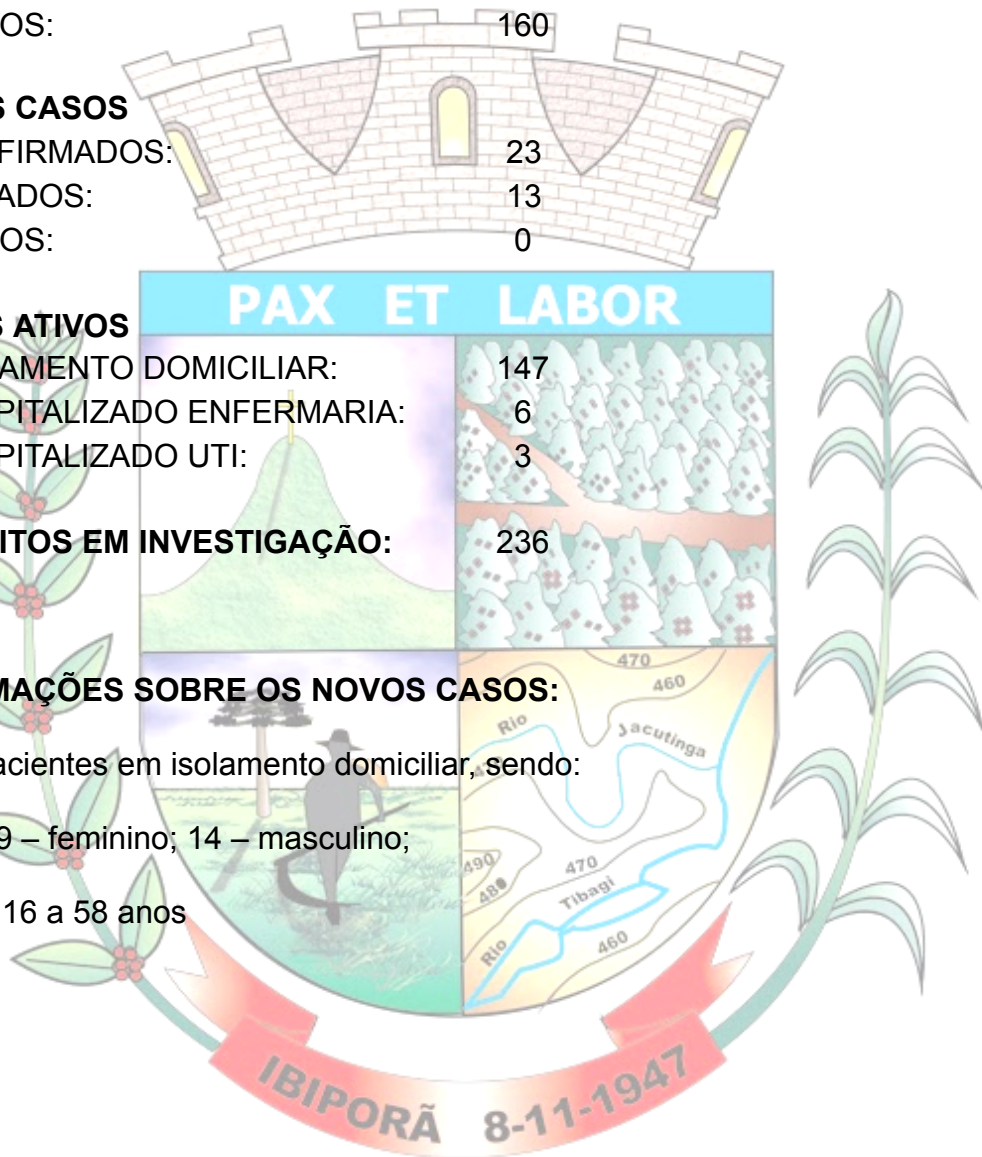 OS: 160
S CASOS
FIRMADOS: 23
ADOS: 13
OS: 0
PAX ET LABOR
S ATIVOS
AMENTO DOMICILIAR: 147
PITALIZADO ENFERMARIA: 6
PITALIZADO UTI: 3
ITOS EM INVESTIGAÇÃO: 236
470
460
MAÇÕES SOBRE OS NOVOS CASOS:
Rio Jacutinga
acientes em isolamento domiciliar, sendo:
9 – feminino; 14 – masculino;
490
480
470
Rio Tibagi
460
16 a 58 anos
IBIPORÃ 8-11-1947